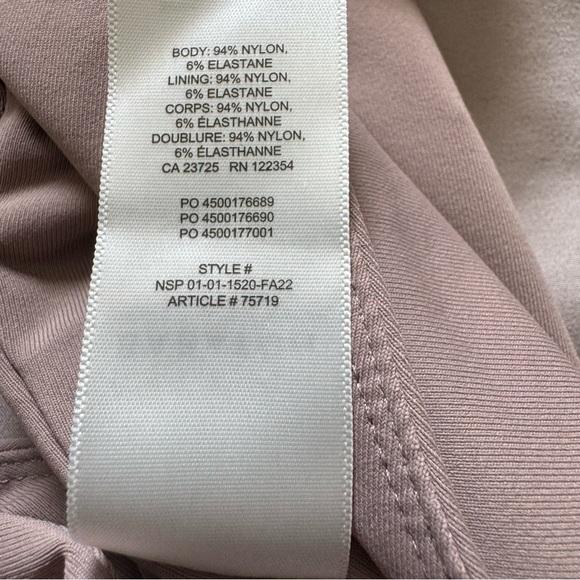 BODY: 94% NYLON,
6% ELASTANE
LINING: 94% NYLON,
6% ELASTANE
CORPS: 94% NYLON,
6% ÉLASTHANNE
DOUBLURE: 94% NYLON,
6% ÉLASTHANNE
CA 23725 RN 122354
PO 4500176689
PO 4500176690
PO 4500177001
STYLE #
NSP 01-01-1520-FA22
ARTICLE # 75719